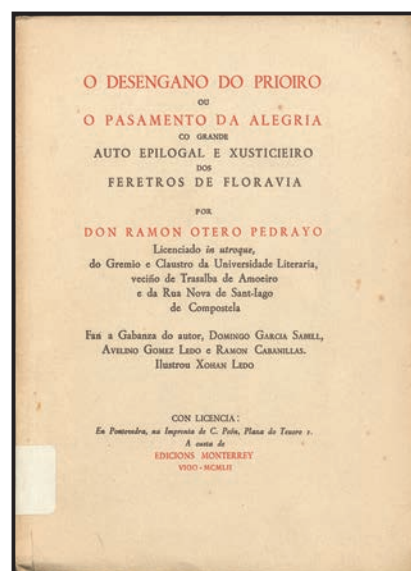 O DESENGANO DO PRIOIRO
OU
O PASAMENTO DA ALEGRIA
CO GRANDE
AUTO EPILOGAL E XUSTICIEIRO
DOS
FERETROS DE FLORAVIA
POR
DON RAMON OTERO PEDRAYO
Licenciado in utroque,
do Gremio e Claustro da Universidade Literaria,
veciño de Trasalba de Amoeiro
e da Rua Nova de Sant-Iago
de Compostela
Fan a Gabanza do autor, DOMINGO GARCIA SABELL,
AVELINO GOMEZ LEDO e RAMON CABANILLAS.
Ilustrou XOHAN LEDO
CON LICENCIA:
En Pontevedra, na Imprenta de C. Peón, Plaza do Teucro 1.
A costa de
EDICIONS MONTERREY
VIGO - MCMLII